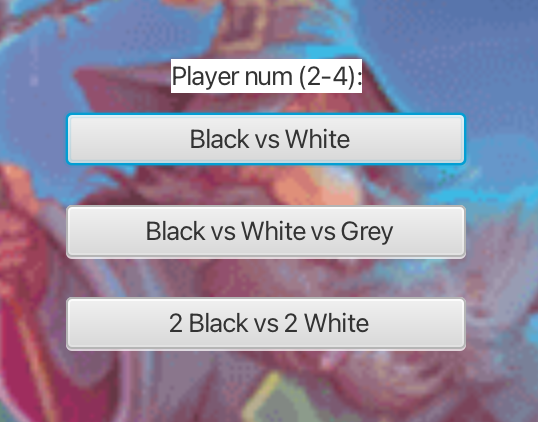 Player num (2-4):
Black vs White
Black vs White vs Grey
2 Black vs 2 White